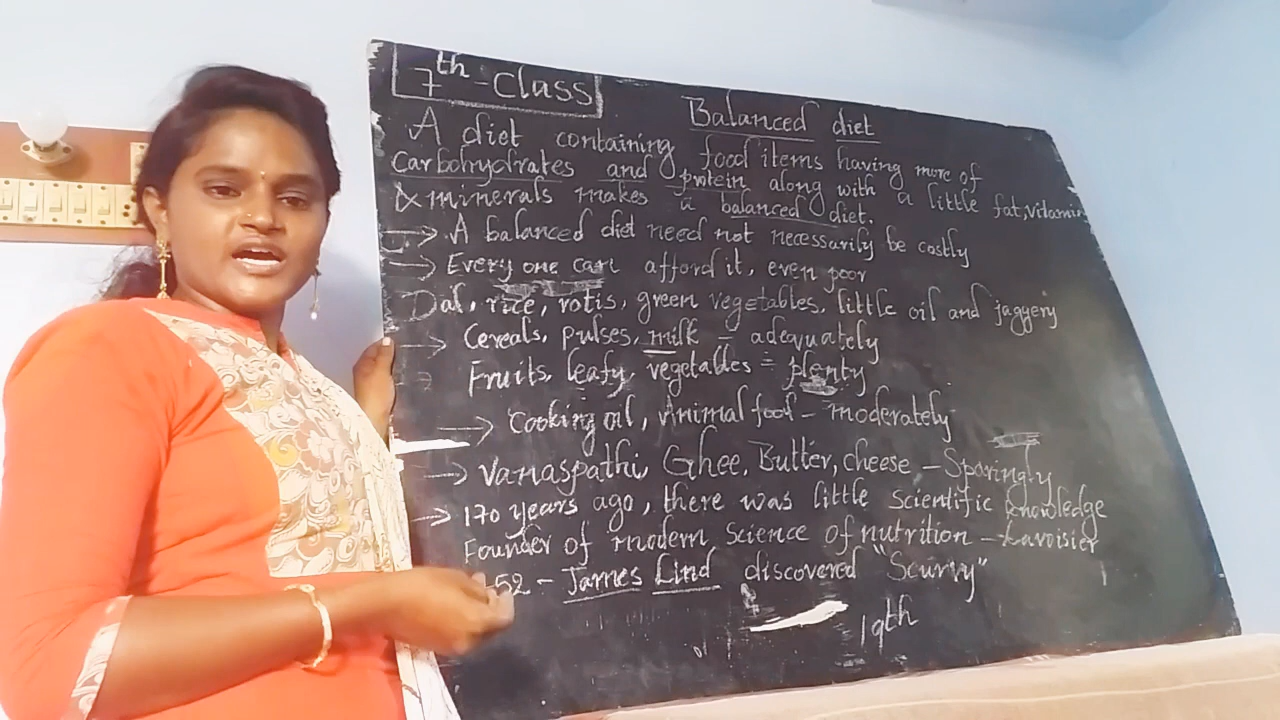 7th - Class
Balanced diet
A diet containing food items having more of
Carbohydrates and protein along with a little fat, vitamins
& minerals makes a balanced diet.
→ A balanced diet need not necessarily be costly
→ Every one can afford it, even poor
Dal, rice, rotis, green vegetables, little oil and jaggery
→ Cereals, pulses, milk - adequately
Fruits, leafy, vegetables = plenty
→ Cooking oil, Animal food - moderately
→ Vanaspathi, Ghee, Butter, cheese - Sparingly
→ 170 years ago, there was little scientific knowledge
Founder of modern Science of nutrition - Lavoisier
52 - James Lind discovered "Scurvy"
19th